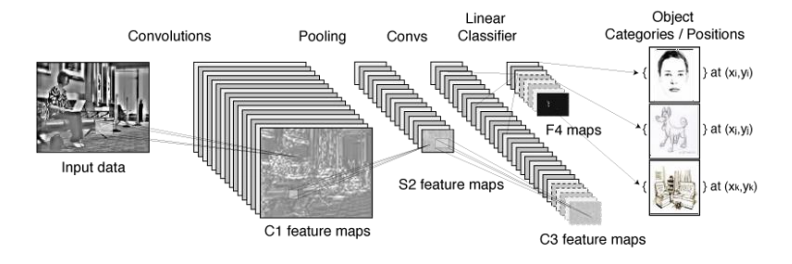 Convolutions
Pooling
Convs
Linear
Classifier
Object
Categories / Positions
{ } at (xi,yi)
{ } at (xj,yj)
{ } at (xk,yk)
Input data
C1 feature maps
S2 feature maps
C3 feature maps
F4 maps